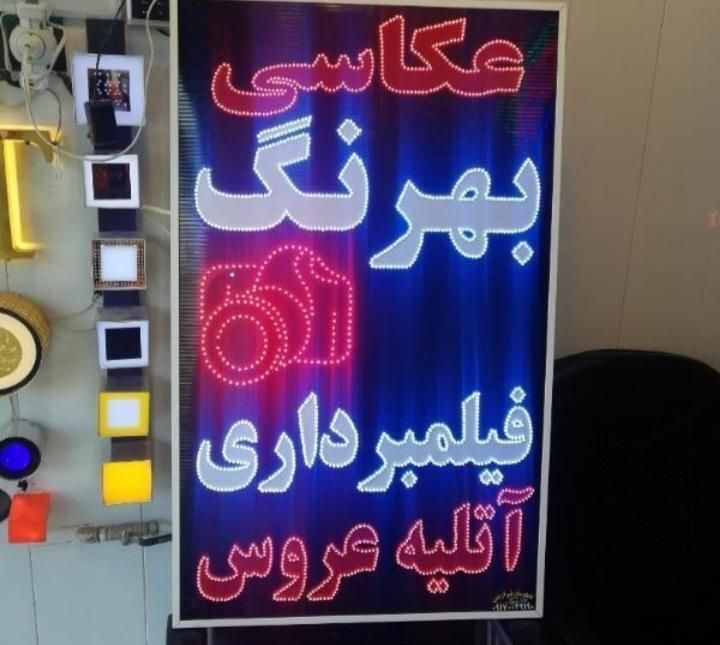 عکاسی
بهرنگ
فیلمبرداری
آتلیه عروس